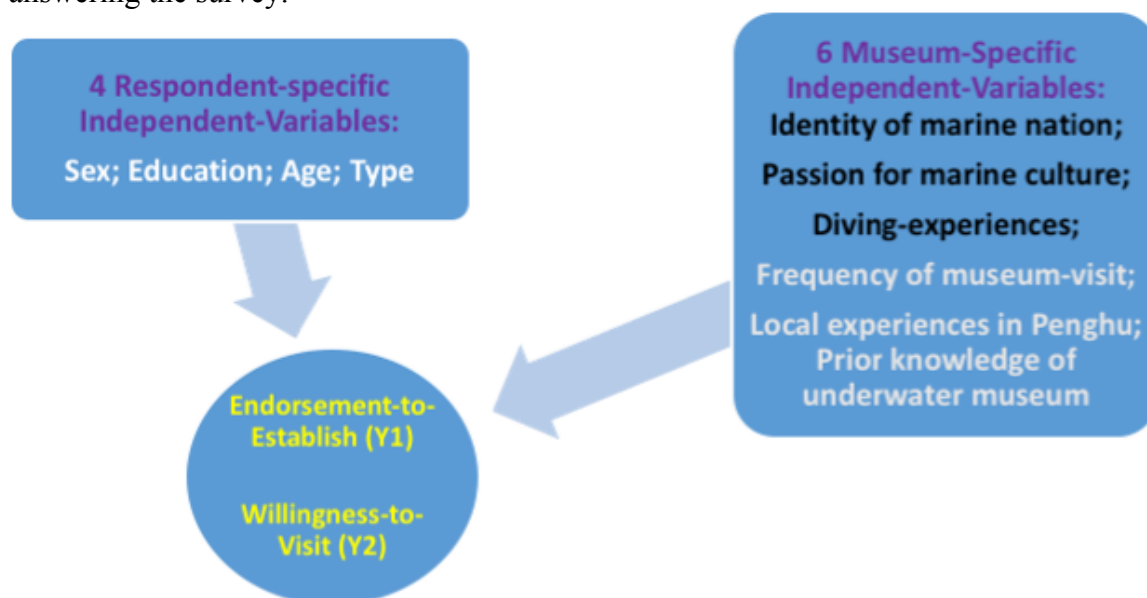 answering the survey.
4 Respondent-specific
Independent-Variables:
Sex; Education; Age; Type
6 Museum-Specific
Independent-Variables:
Identity of marine nation;
Passion for marine culture;
Diving-experiences;
Frequency of museum-visit;
Local experiences in Penghu;
Prior knowledge of
underwater museum
Endorsement-to-
Establish (Y1)
Willingness-to-
Visit (Y2)